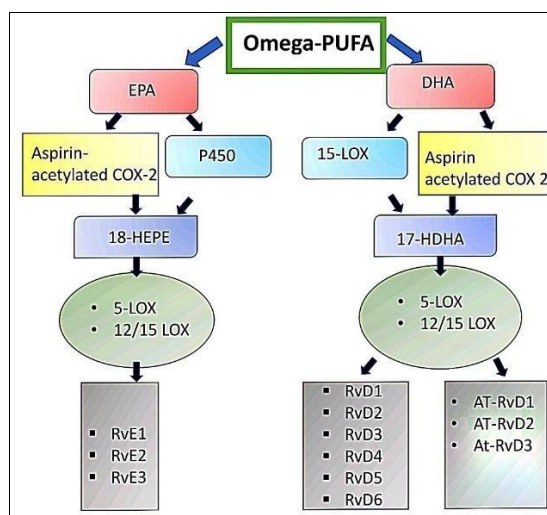 Omega-PUFA
EPA
DHA
Aspirin-
acetylated COX-2
P450
15-LOX
Aspirin
acetylated COX 2
18-HEPE
17-HDHA
• 5-LOX
• 12/15 LOX
• 5-LOX
• 12/15 LOX
▪ RvE1
▪ RvE2
▪ RvE3
▪ RvD1
▪ RvD2
▪ RvD3
▪ RvD4
▪ RvD5
▪ RvD6
• AT-RvD1
• AT-RvD2
• At-RvD3